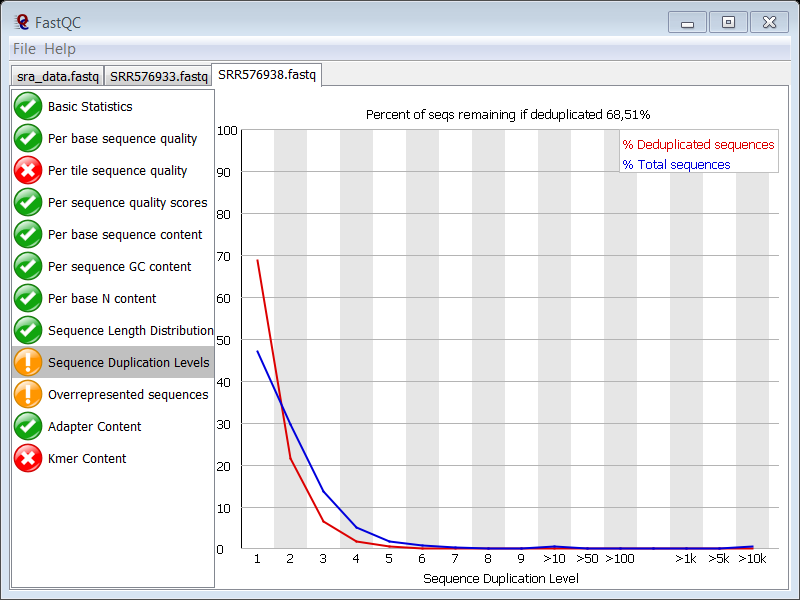 FastQC
File Help
sra_data.fastq SRR576933.fastq SRR576938.fastq
Basic Statistics
Per base sequence quality
Per tile sequence quality
Per sequence quality scores
Per base sequence content
Per sequence GC content
Per base N content
Sequence Length Distribution
Sequence Duplication Levels
Overrepresented sequences
Adapter Content
Kmer Content
Percent of seqs remaining if deduplicated 68,51%
% Deduplicated sequences
% Total sequences
100
90
80
70
60
50
40
30
20
10
0
1 2 3 4 5 6 7 8 9 >10 >50 >100 >1k >5k >10k
Sequence Duplication Level